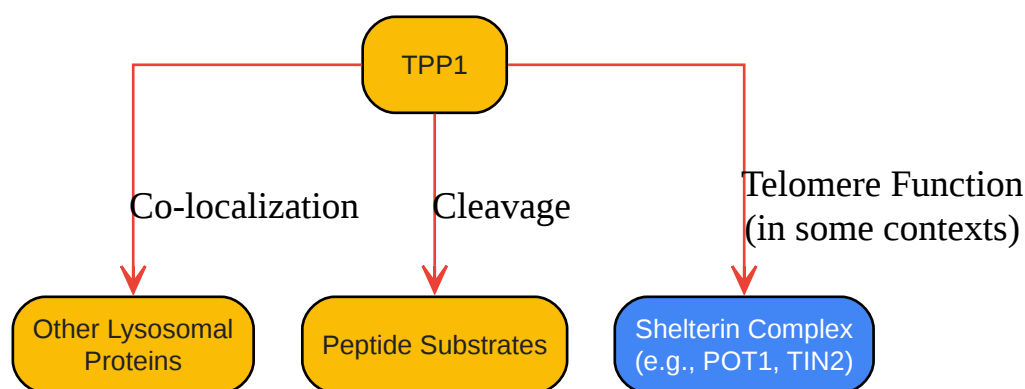 TPP1
Co-localization
Cleavage
Telomere Function
(in some contexts)
Other Lysosomal
Proteins
Peptide Substrates
Shelterin Complex
(e.g., POT1, TIN2)